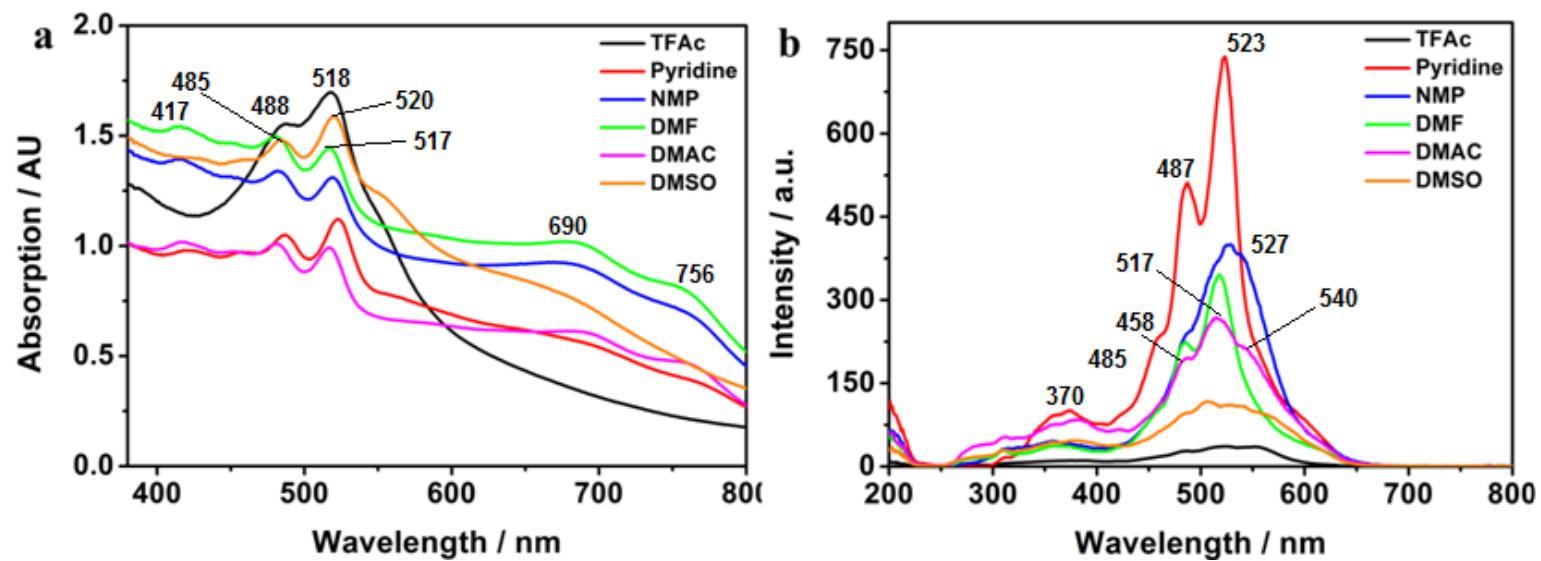 a
2.0
1.5
1.0
0.5
0.0
Absorption / AU
400
500
600
700
800
Wavelength / nm
417
485
488
518
520
517
690
756
TFAc
Pyridine
NMP
DMF
DMAC
DMSO
b
750
600
450
300
150
0
Intensity / a.u.
200
300
400
500
600
700
800
Wavelength / nm
523
487
527
517
540
458
485
370
TFAc
Pyridine
NMP
DMF
DMAC
DMSO